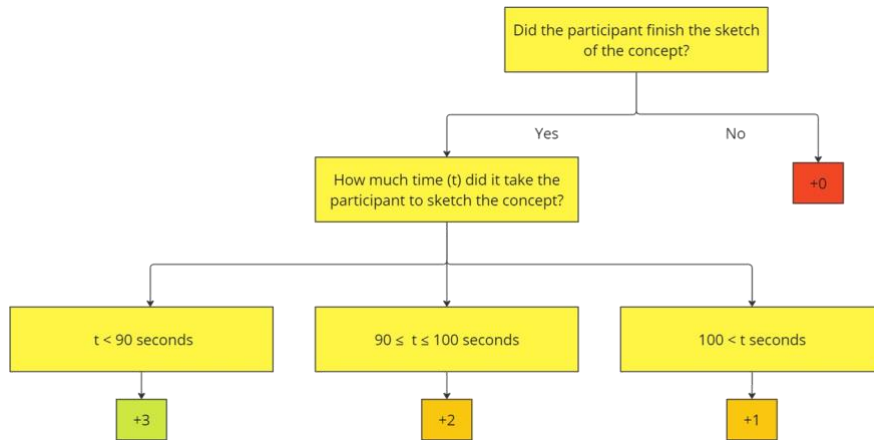 Did the participant finish the sketch
of the concept?
Yes
No
How much time (t) did it take the
participant to sketch the concept?
+0
t < 90 seconds
90 ≤ t ≤ 100 seconds
100 < t seconds
+3
+2
+1